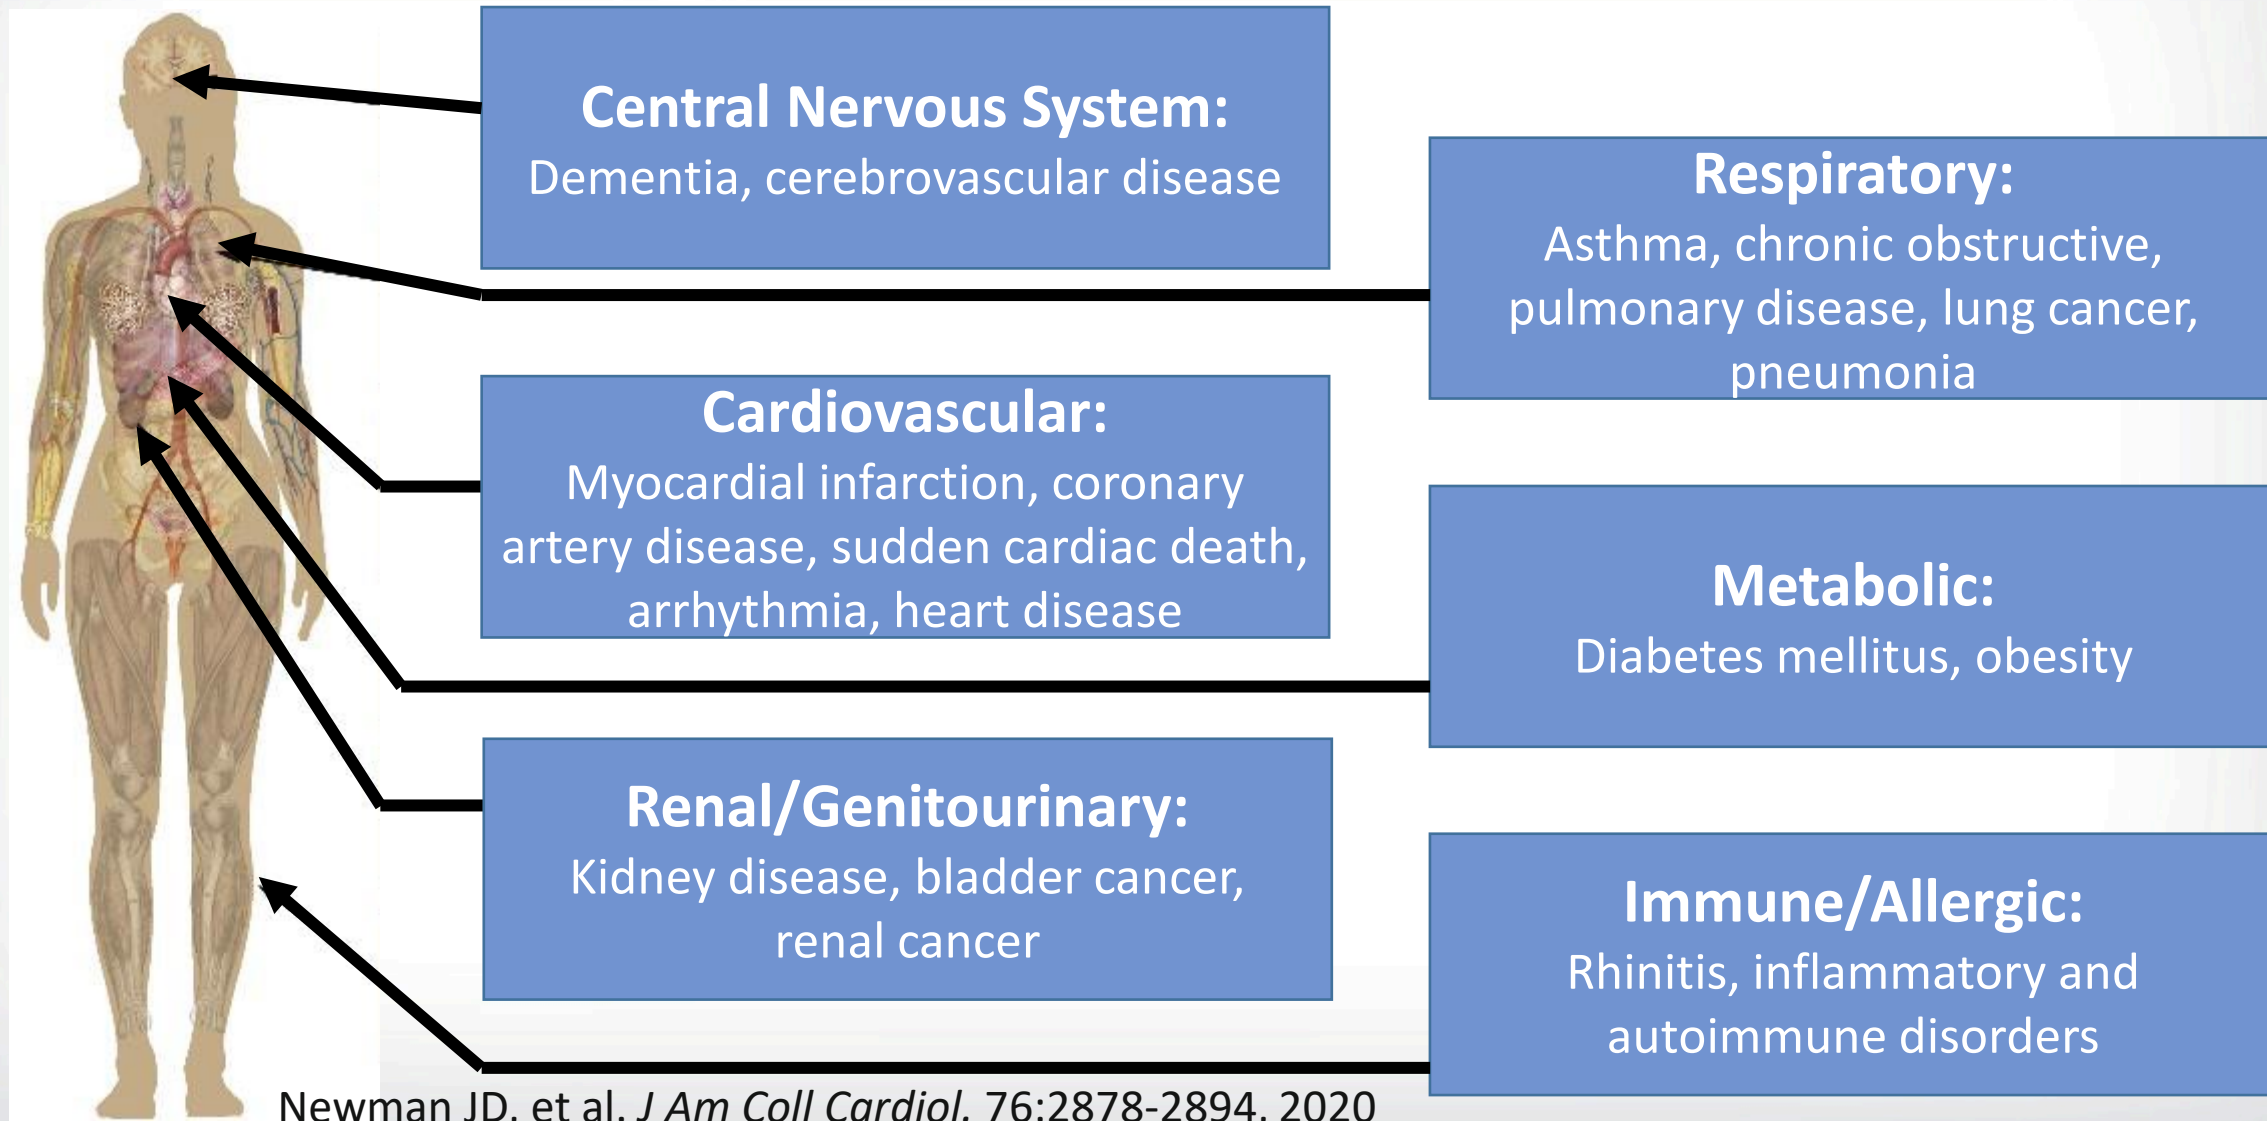 Central Nervous System:
Dementia, cerebrovascular disease
Respiratory:
Asthma, chronic obstructive,
pulmonary disease, lung cancer,
pneumonia
Cardiovascular:
Myocardial infarction, coronary
artery disease, sudden cardiac death,
arrhythmia, heart disease
Metabolic:
Diabetes mellitus, obesity
Renal/Genitourinary:
Kidney disease, bladder cancer,
renal cancer
Immune/Allergic:
Rhinitis, inflammatory and
autoimmune disorders
Newman JD, et al. J Am Coll Cardiol. 76:2878-2894, 2020